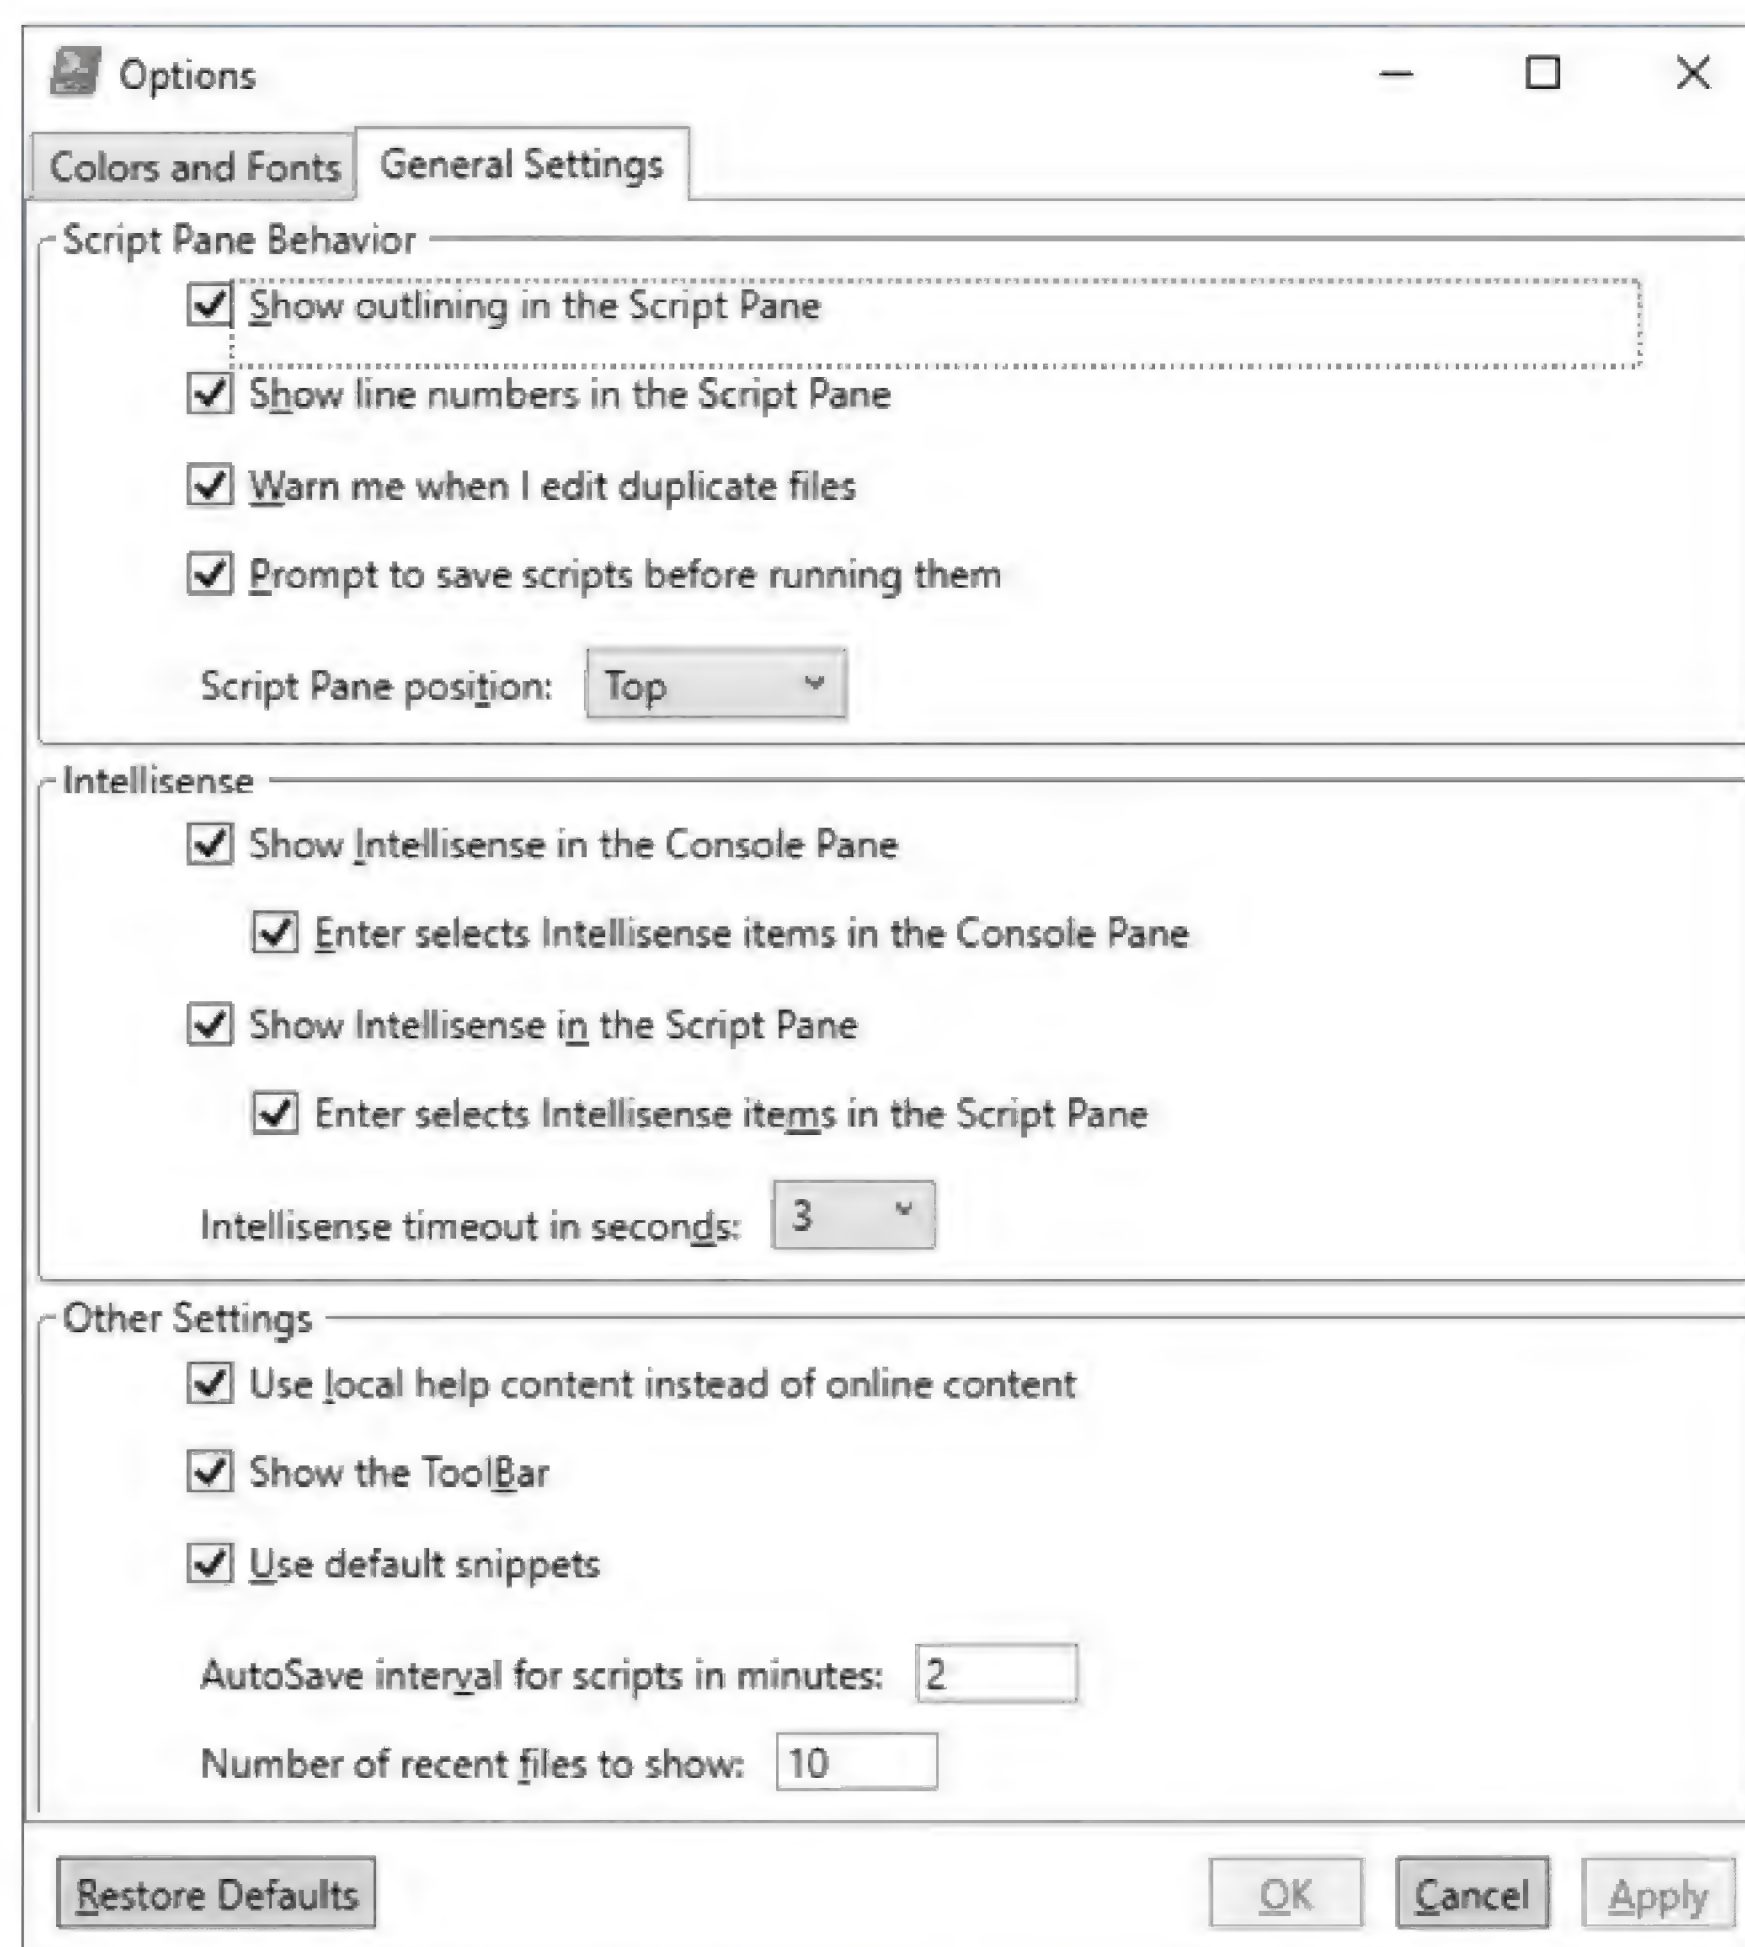 Options
Colors and Fonts General Settings
Script Pane Behavior
Show outlining in the Script Pane
Show line numbers in the Script Pane
Warn me when I edit duplicate files
Prompt to save scripts before running them
Script Pane position: Top
Intellisense
Show Intellisense in the Console Pane
Enter selects Intellisense items in the Console Pane
Show Intellisense in the Script Pane
Enter selects Intellisense items in the Script Pane
Intellisense timeout in seconds: 3
Other Settings
Use local help content instead of online content
Show the ToolBar
Use default snippets
AutoSave interval for scripts in minutes: 2
Number of recent files to show: 10
Restore Defaults OK Cancel Apply